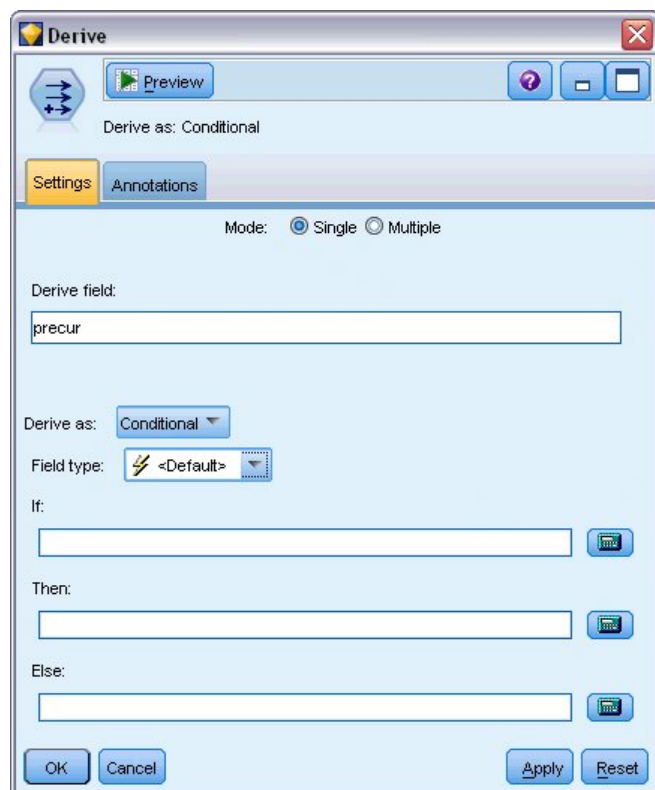 Derive
Preview
Derive as: Conditional
Settings Annotations
Mode: Single Multiple
Derive field:
precur
Derive as: Conditional
Field type: <Default>
If:
Then:
Else:
OK Cancel Apply Reset